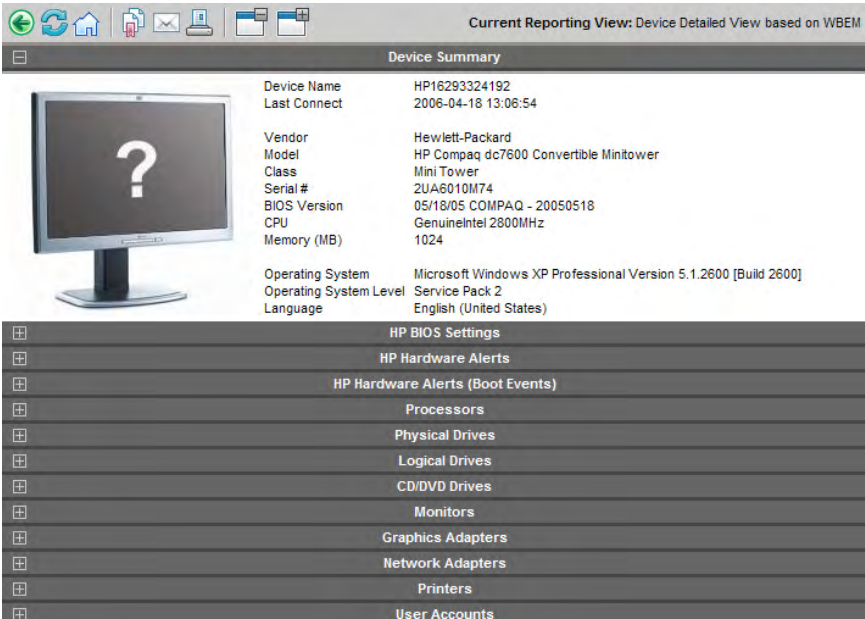 Current Reporting View: Device Detailed View based on WBEM
Device Summary
?
Device Name HP16293324192
Last Connect 2006-04-18 13:06:54
Vendor Hewlett-Packard
Model HP Compaq dc7600 Convertible Minitower
Class Mini Tower
Serial # 2UA6010M74
BIOS Version 05/18/05 COMPAQ - 20050518
CPU GenuineIntel 2800MHz
Memory (MB) 1024
Operating System Microsoft Windows XP Professional Version 5.1.2600 [Build 2600]
Operating System Level Service Pack 2
Language English (United States)
HP BIOS Settings
HP Hardware Alerts
HP Hardware Alerts (Boot Events)
Processors
Physical Drives
Logical Drives
CD/DVD Drives
Monitors
Graphics Adapters
Network Adapters
Printers
User Accounts